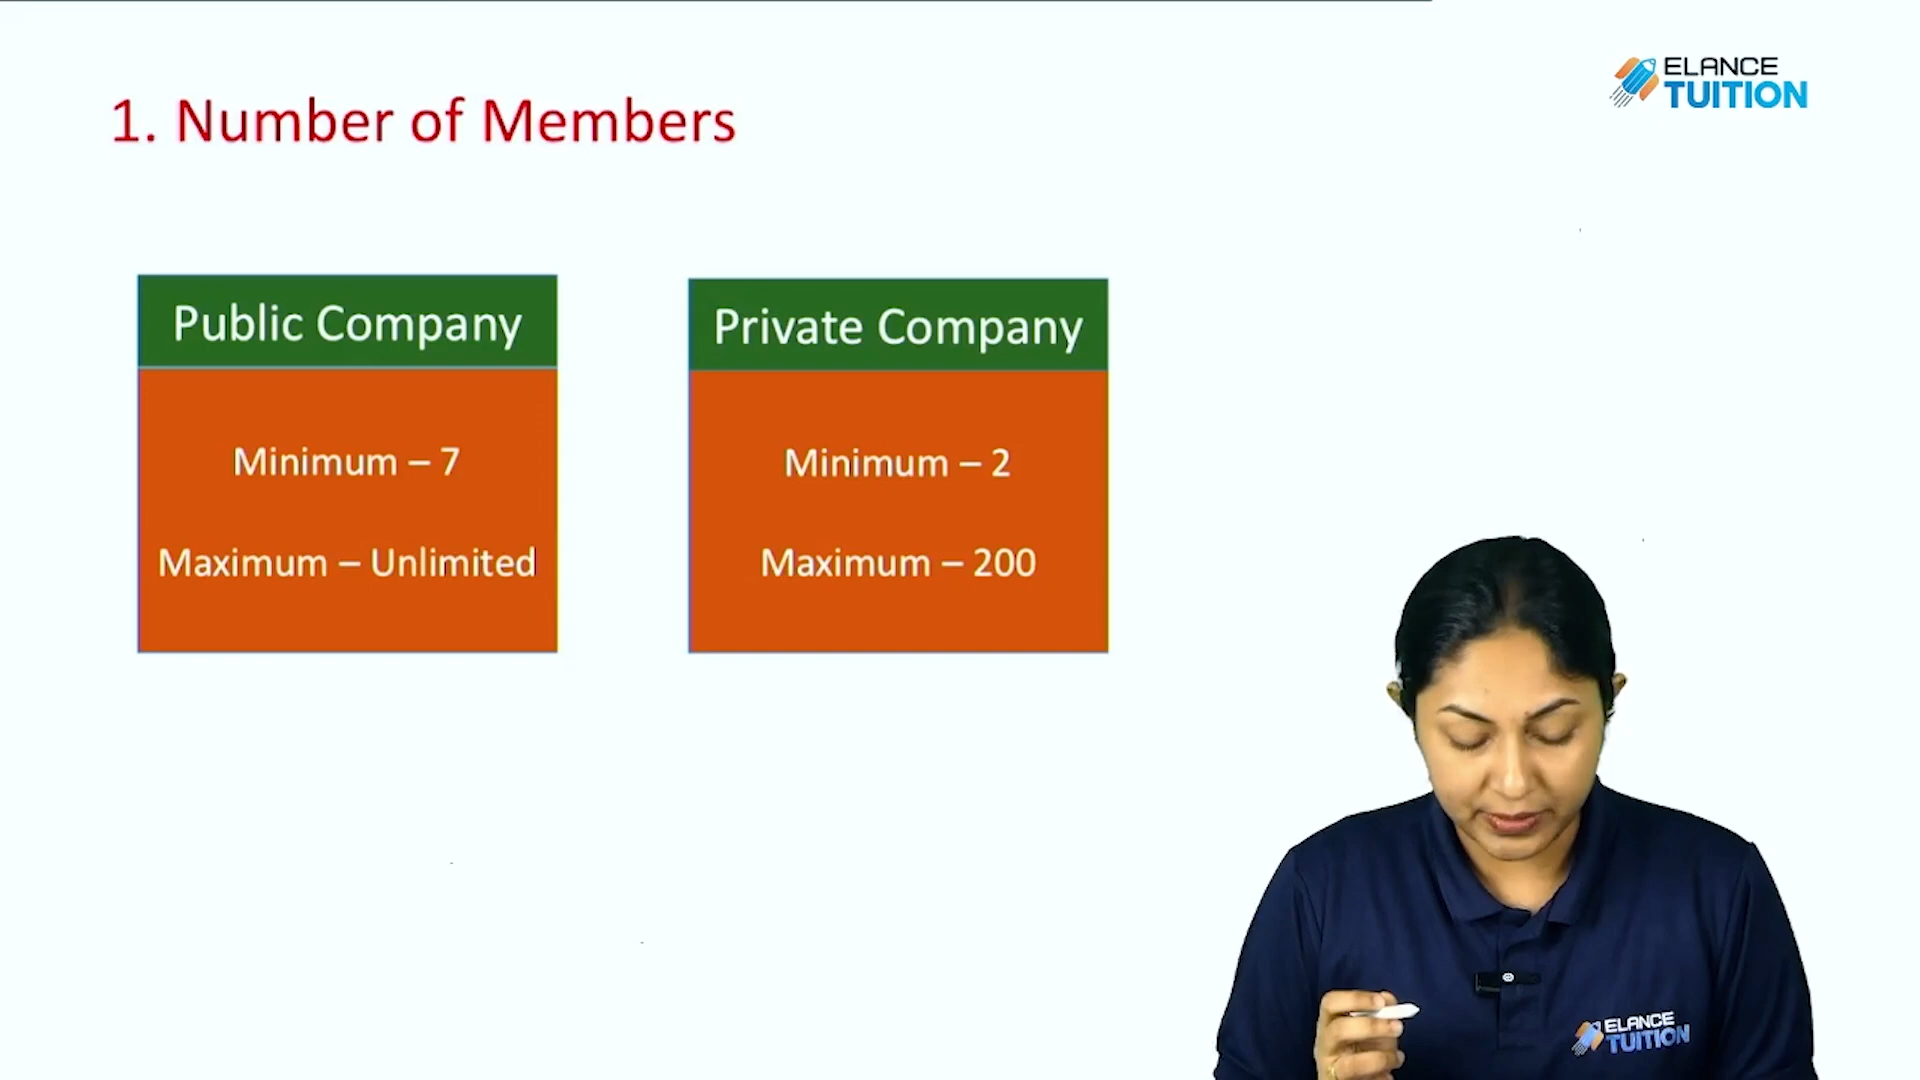 ELANCE
TUITION
1. Number of Members
Public Company
Minimum – 7
Maximum – Unlimited
Private Company
Minimum – 2
Maximum – 200
ELANCE
TUITION